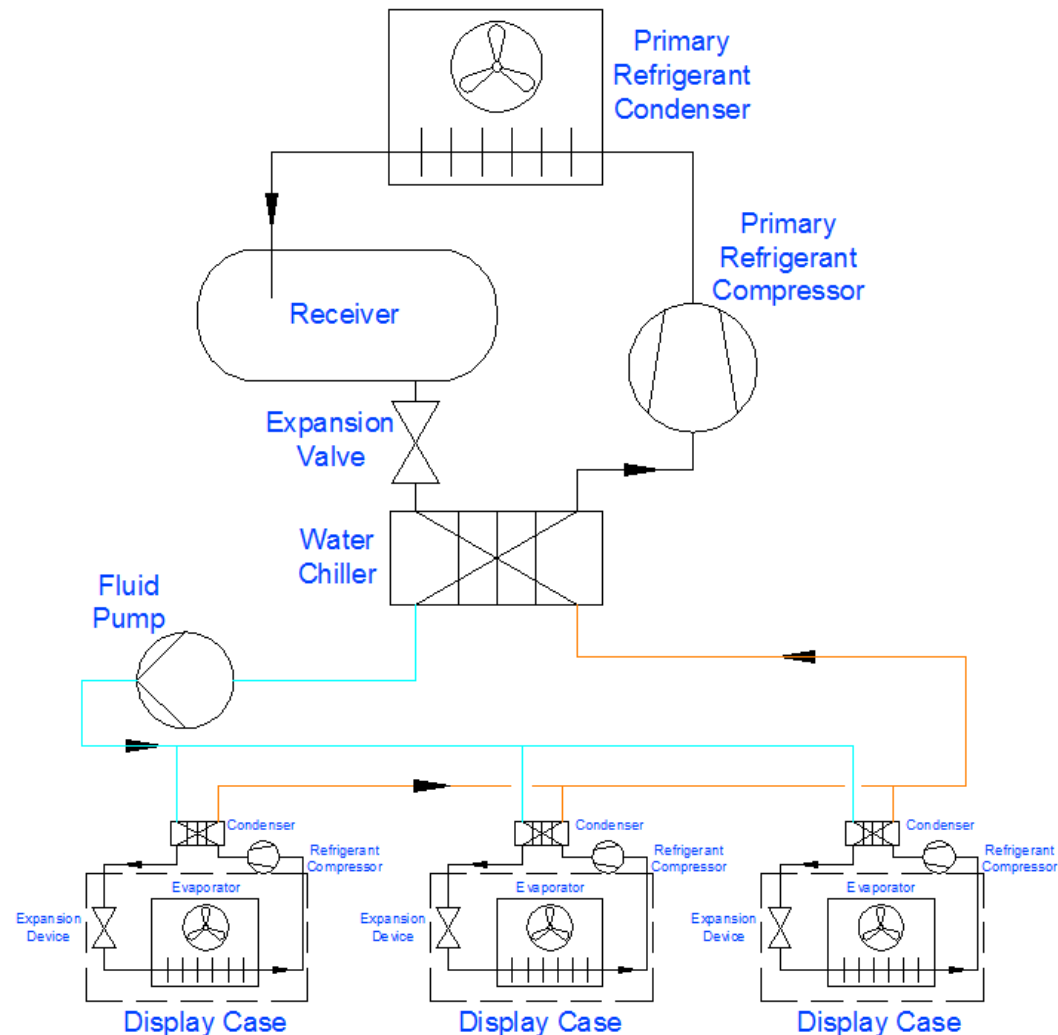 Primary
Refrigerant
Condenser
Primary
Refrigerant
Compressor
Receiver
Expansion
Valve
Water
Chiller
Fluid
Pump
Condenser
Refrigerant
Compressor
Evaporator
Expansion
Device
Display Case
Condenser
Refrigerant
Compressor
Evaporator
Expansion
Device
Display Case
Condenser
Refrigerant
Compressor
Evaporator
Expansion
Device
Display Case